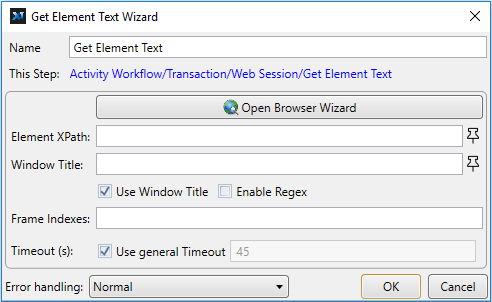 Get Element Text Wizard
Name Get Element Text
This Step: Activity Workflow/Transaction/Web Session/Get Element Text
Open Browser Wizard
Element XPath:
Window Title:
Use Window Title Enable Regex
Frame Indexes:
Timeout (s): Use general Timeout 45
Error handling: Normal OK Cancel